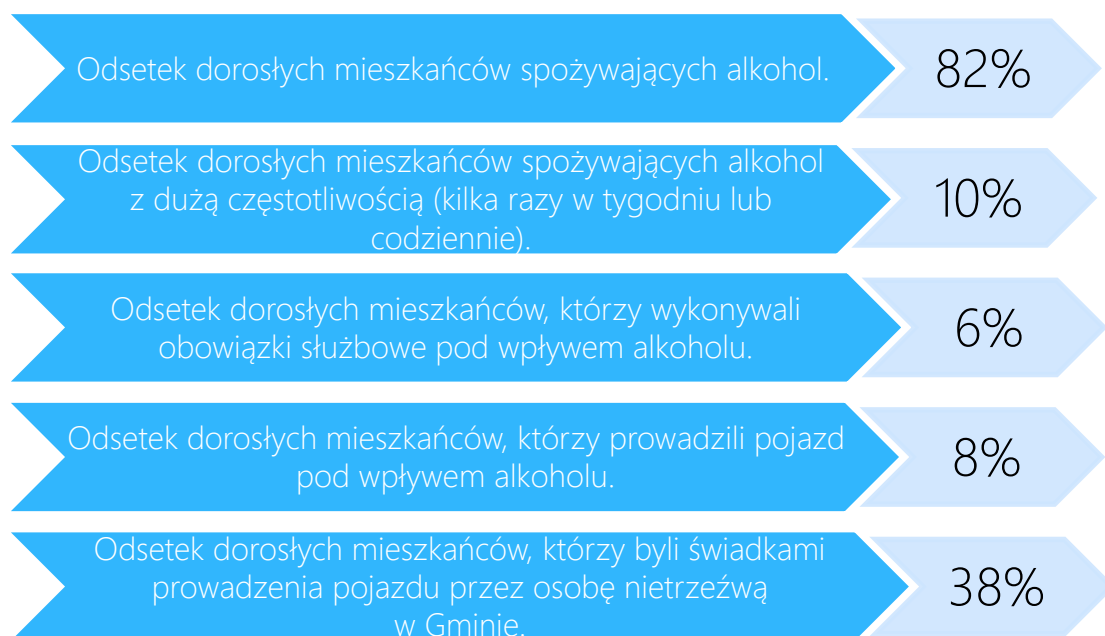 Odsetek dorosłych mieszkańców spożywających alkohol.
82%
Odsetek dorosłych mieszkańców spożywających alkohol
z dużą częstotliwością (kilka razy w tygodniu lub
codziennie).
10%
Odsetek dorosłych mieszkańców, którzy wykonywali
obowiązki służbowe pod wpływem alkoholu.
6%
Odsetek dorosłych mieszkańców, którzy prowadzili pojazd
pod wpływem alkoholu.
8%
Odsetek dorosłych mieszkańców, którzy byli świadkami
prowadzenia pojazdu przez osobę nietrzeźwą
w Gminie.
38%